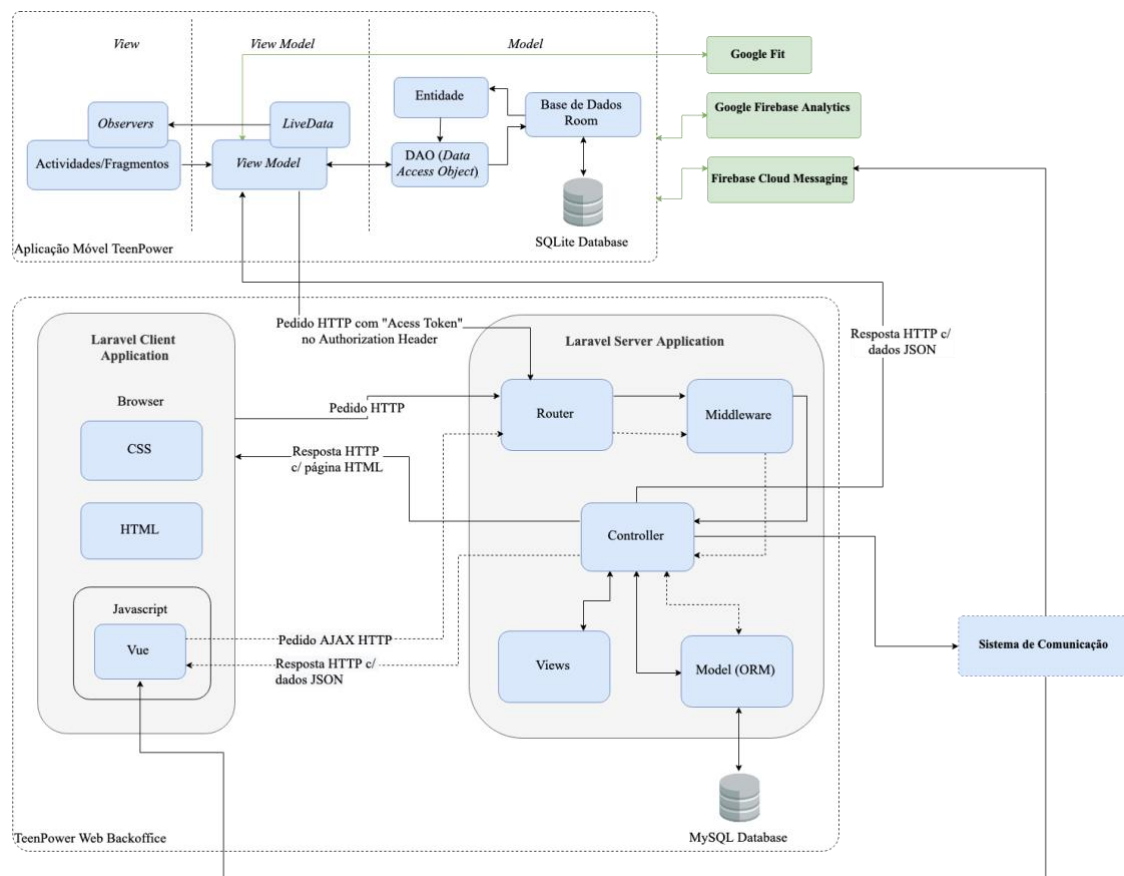 View
View Model
Model
Google Fit
Entidade
Base de Dados
Room
Google Firebase Analytics
Observers
LiveData
Actividades/Fragmentos
View Model
DAO (Data
Access Object)
Firebase Cloud Messaging
SQLite Database
Aplicação Móvel TeenPower
Pedido HTTP com "Acess Token"
no Authorization Header
Resposta HTTP c/
dados JSON
Laravel Client
Application
Laravel Server Application
Browser
Pedido HTTP
Router
Middleware
CSS
Resposta HTTP
c/ página HTML
HTML
Controller
Javascript
Vue
Pedido AJAX HTTP
Resposta HTTP c/
dados JSON
Views
Model (ORM)
Sistema de Comunicação
MySQL Database
TeenPower Web Backoffice